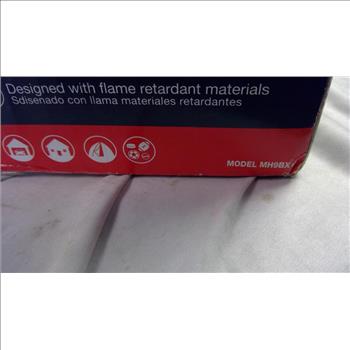 Designed with flame retardant materials
Sdisenado con llama materiales retardantes
MODEL MH9BX